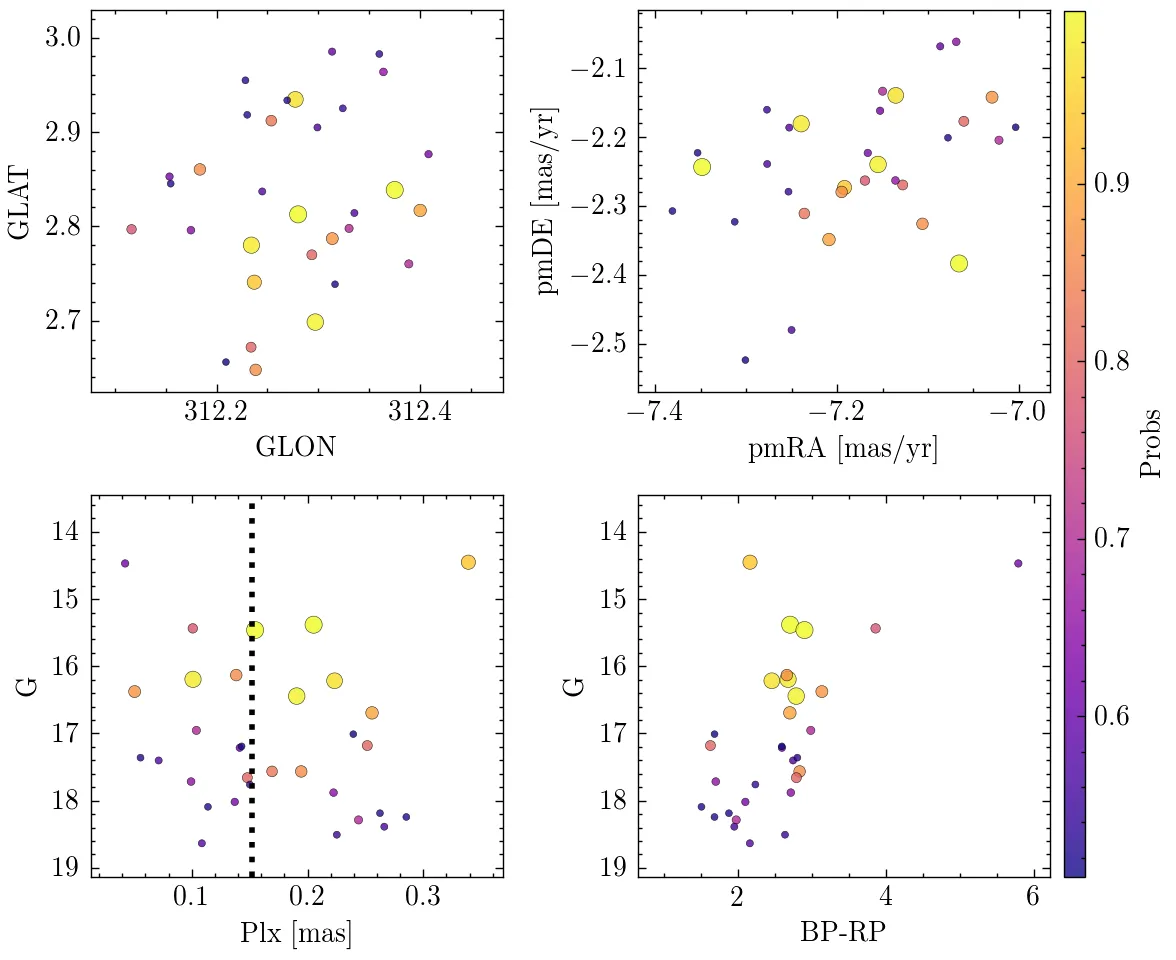 3.0
2.9
2.8
2.7
GLAT
312.2 312.4
GLON
−2.1
−2.2
−2.3
−2.4
−2.5
pmDE [mas/yr]
−7.4 −7.2 −7.0
pmRA [mas/yr]
14
15
16
17
18
19
G
0.1 0.2 0.3
Plx [mas]
14
15
16
17
18
19
G
2 4 6
BP-RP
0.9
0.8
0.7
0.6
Probs